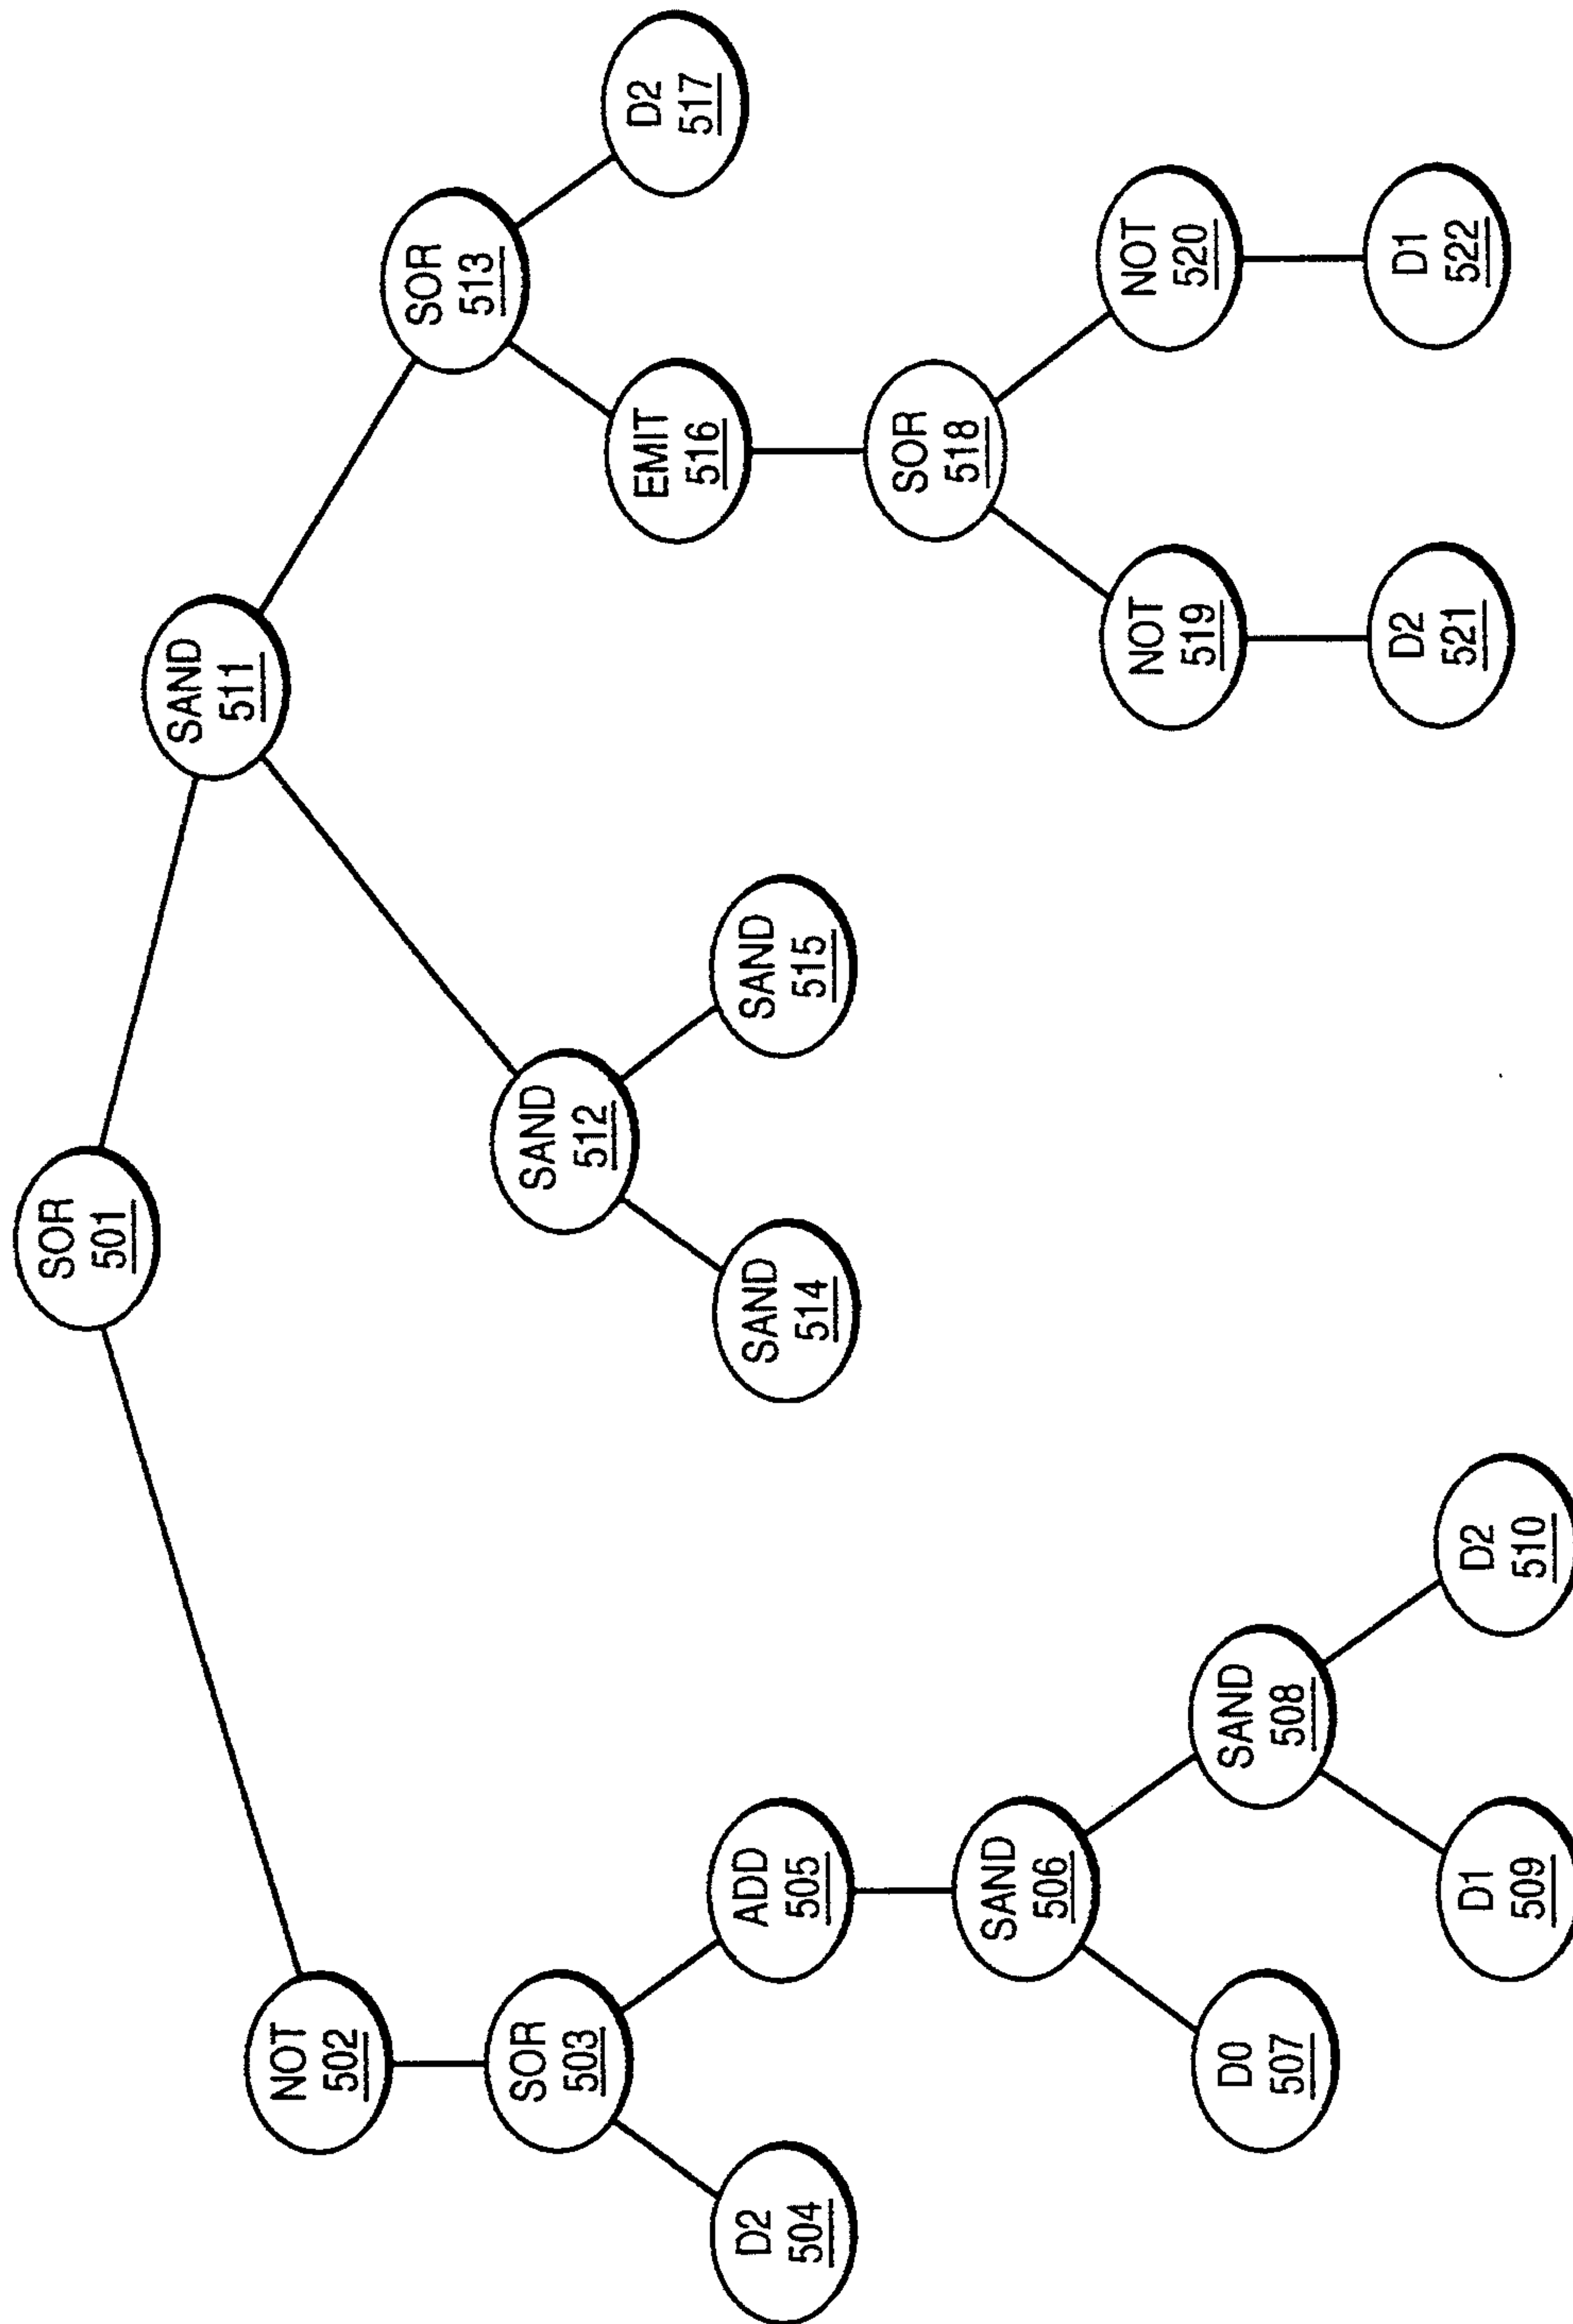 SOR
501
SAND
511
NOT
502
SOR
513
SOR
503
SAND
512
EMIT
516
D2
517
D2
504
ADD
505
SAND
514
SAND
515
SOR
518
SAND
506
NOT
519
NOT
520
D0
507
SAND
508
D2
521
D1
522
D1
509
D2
510